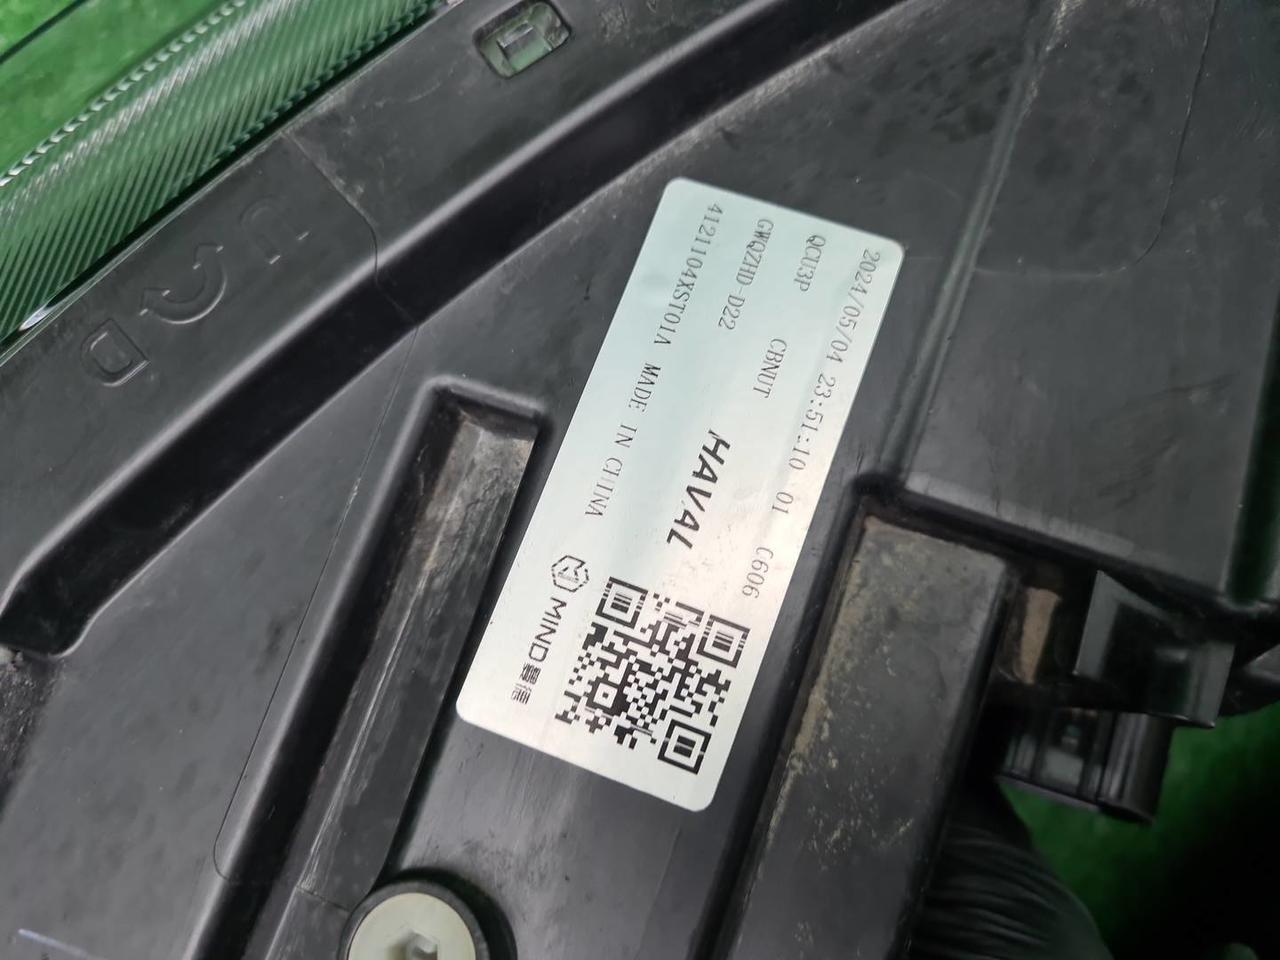 2024/05/04 23:51:10 01 C606
QCU3P CBNUT
GWQZHD-D22 HAVAL
4121104XST01A MADE IN CHINA
MIND